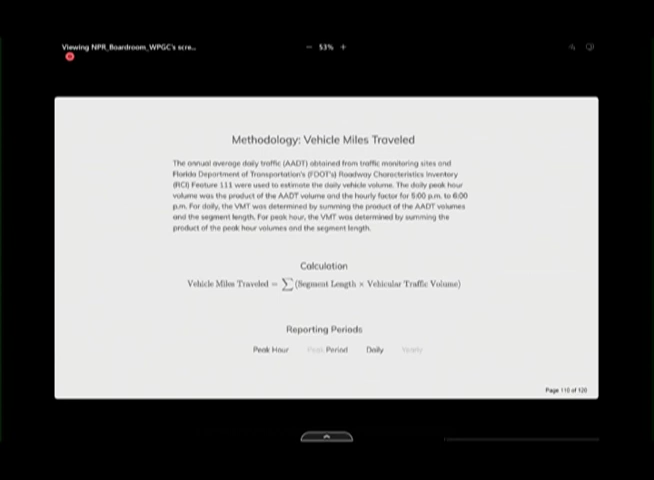 Viewing NPR_Boardroom_WPGC's scre...
− 53% +
Methodology: Vehicle Miles Traveled
The annual average daily traffic (AADT) obtained from traffic monitoring sites and
Florida Department of Transportation's (FDOT's) Roadway Characteristics Inventory
(RCI) Feature 111 were used to estimate the daily vehicle volume. The daily peak hour
volume was the product of the AADT volume and the hourly factor for 5:00 p.m. to 6:00
p.m. For daily, the VMT was determined by summing the product of the AADT volumes
and the segment length. For peak hour, the VMT was determined by summing the
product of the peak hour volumes and the segment length.
Calculation
Vehicle Miles Traveled = ∑(Segment Length × Vehicular Traffic Volume)
Reporting Periods
Peak Hour Peak Period Daily Yearly
Page 110 of 120